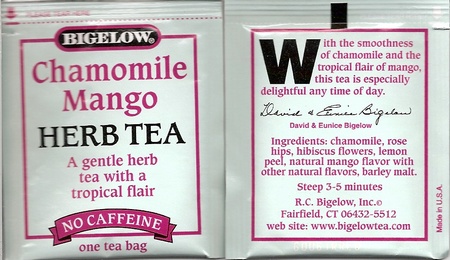 TEAR HERE
BIGELOW®
Chamomile
Mango
HERB TEA
A gentle herb
tea with a
tropical flair
NO CAFFEINE
one tea bag
With the smoothness
of chamomile and the
tropical flair of mango,
this tea is especially
delightful any time of day.
David & Eunice Bigelow
David & Eunice Bigelow
Ingredients: chamomile, rose
hips, hibiscus flowers, lemon
peel, natural mango flavor with
other natural flavors, barley malt.
Steep 3-5 minutes
R.C. Bigelow, Inc.©
Fairfield, CT 06432-5512
web site: www.bigelowtea.com
Made in U.S.A.